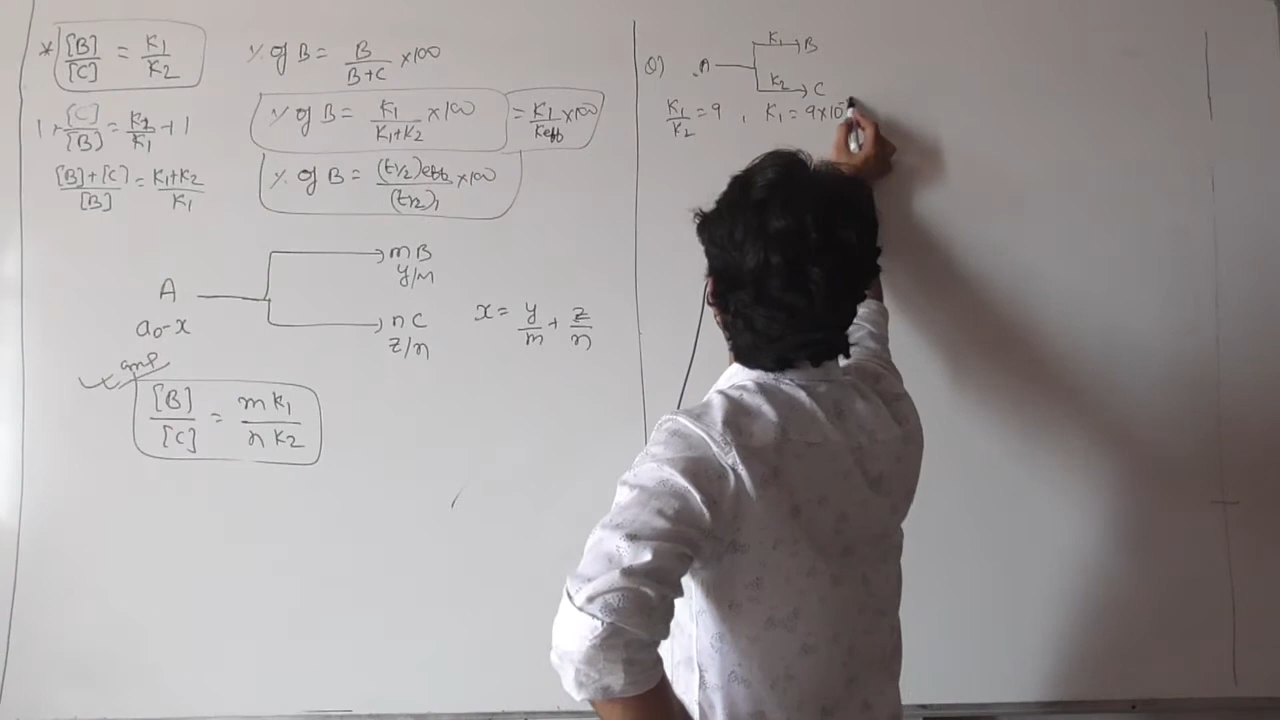 * [B]/[C] = K1/K2
% of B = B/(B+C) ×100
1+ [C]/[B] = K2/K1 +1
% of B = K1/(K1+K2) ×100 = K1/Keff ×100
([B]+[C])/[B] = (K1+K2)/K1
% of B = (t1/2)eff/(t1/2)1 ×100
A
a0-x
mB
y/m
nC
z/n
x = y/m + z/n
imp
[B]/[C] = mK1/nK2
Q)
A
K1
B
K2
C
K1/K2 = 9 , K1 = 9×10-